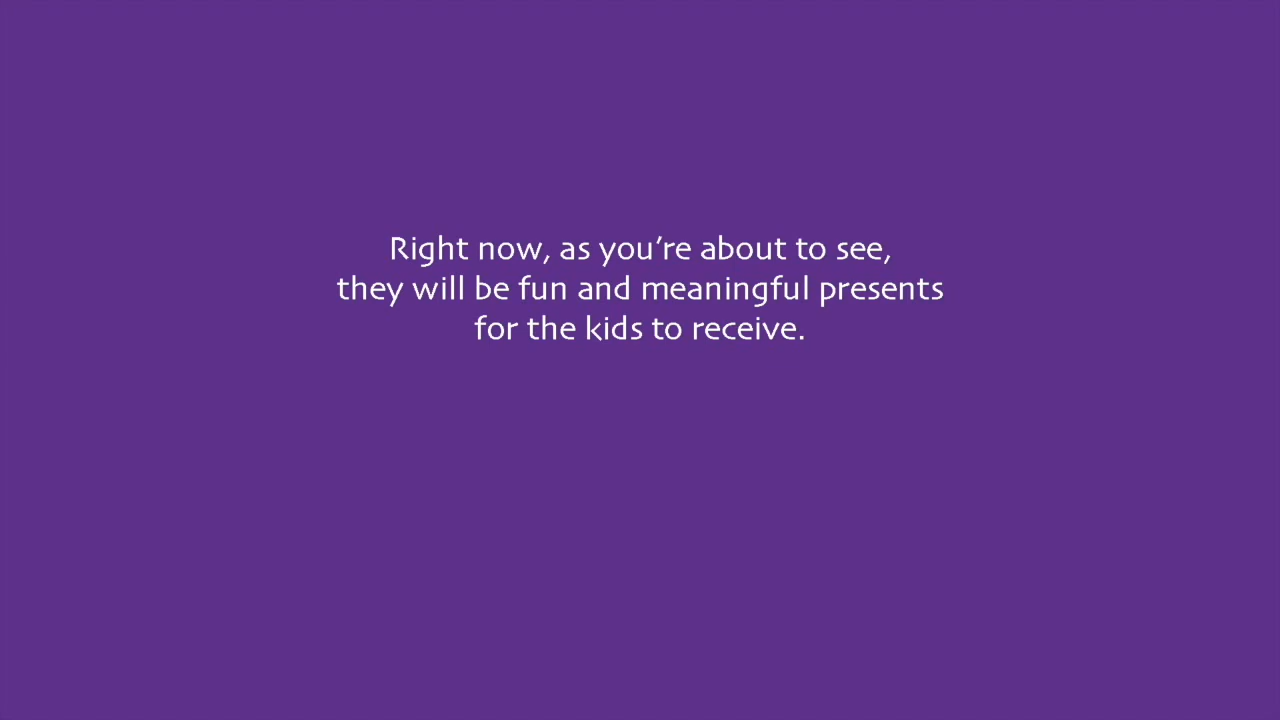 Right now, as you’re about to see,
they will be fun and meaningful presents
for the kids to receive.